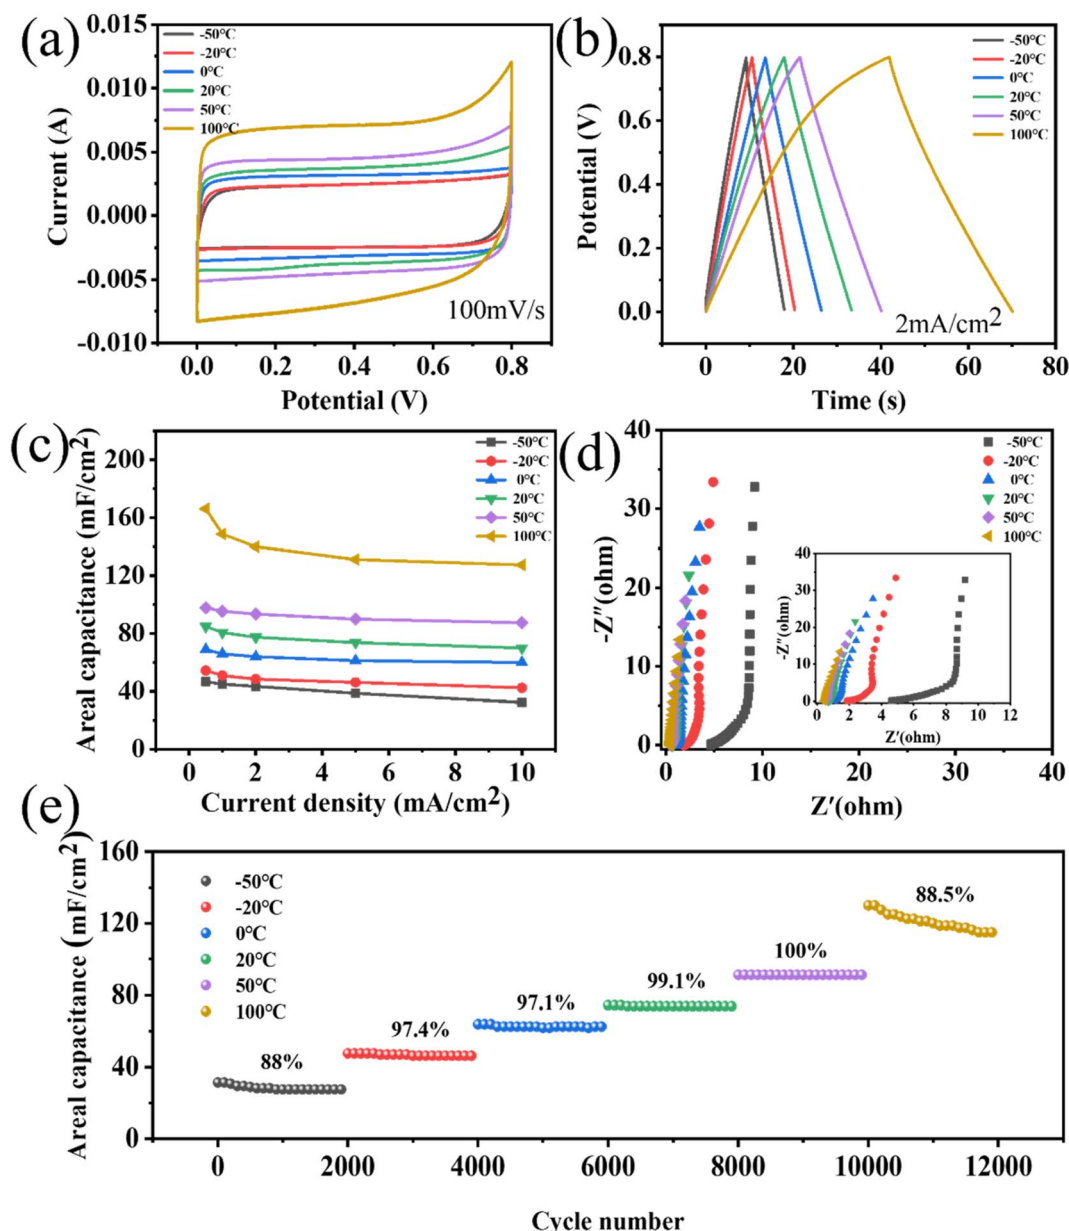 (a)
-50℃
-20℃
0℃
20℃
50℃
100℃
Current (A)
0.015
0.010
0.005
0.000
-0.005
-0.010
100mV/s
0.0 0.2 0.4 0.6 0.8
Potential (V)
(b)
-50℃
-20℃
0℃
20℃
50℃
100℃
Potential (V)
0.8
0.6
0.4
0.2
0.0
2mA/cm²
0 20 40 60 80
Time (s)
(c)
-50℃
-20℃
0℃
20℃
50℃
100℃
Areal capacitance (mF/cm²)
200
160
120
80
40
0
0 2 4 6 8 10
Current density (mA/cm²)
(d)
-50℃
-20℃
0℃
20℃
50℃
100℃
-Z″(ohm)
40
30
20
10
0
0 10 20 30 40
Z′(ohm)
-Z″(ohm)
40
30
20
10
0
0 2 4 6 8 10 12
Z′(ohm)
(e)
-50℃
-20℃
0℃
20℃
50℃
100℃
Areal capacitance (mF/cm²)
160
120
80
40
0
88%
97.4%
97.1%
99.1%
100%
88.5%
0 2000 4000 6000 8000 10000 12000
Cycle number